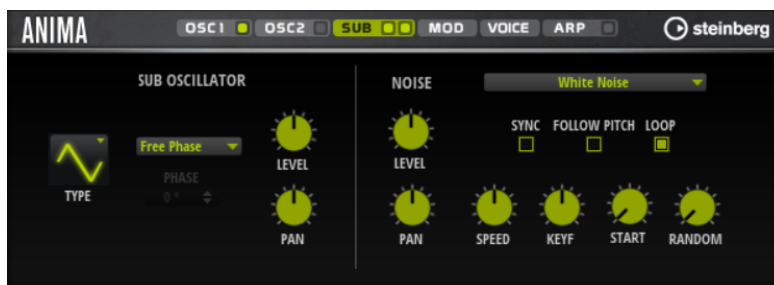 ANIMA
OSC1 OSC2 SUB MOD VOICE ARP
steinberg
SUB OSCILLATOR
Free Phase
PHASE
0 °
TYPE
LEVEL
PAN
NOISE
White Noise
LEVEL
SYNC FOLLOW PITCH LOOP
PAN SPEED KEYF START RANDOM